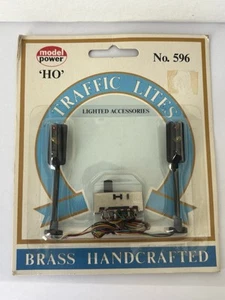 model
power
'HO'
No. 596
TRAFFIC LITES
LIGHTED ACCESSORIES
BRASS HANDCRAFTED